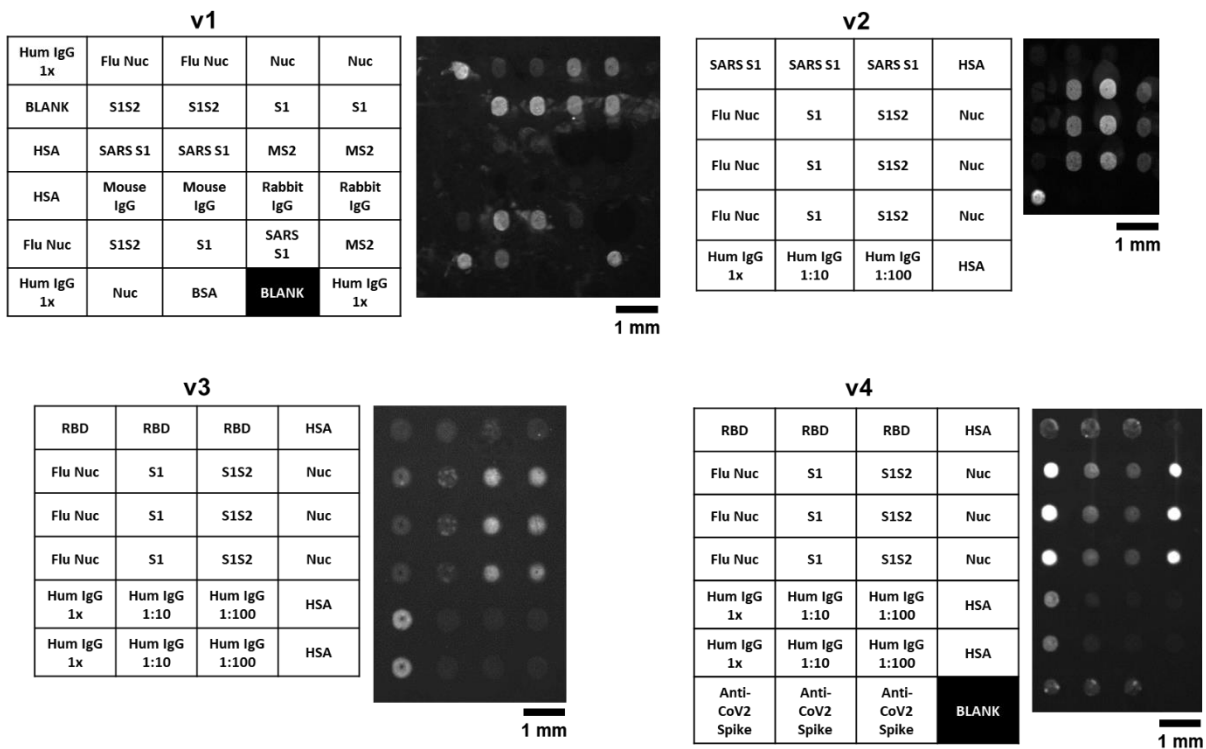 v1
Hum IgG 1x Flu Nuc Flu Nuc Nuc Nuc
BLANK S1S2 S1S2 S1 S1
HSA SARS S1 SARS S1 MS2 MS2
HSA Mouse IgG Mouse IgG Rabbit IgG Rabbit IgG
Flu Nuc S1S2 S1 SARS S1 MS2
Hum IgG 1x Nuc BSA BLANK Hum IgG 1x
1 mm
v2
SARS S1 SARS S1 SARS S1 HSA
Flu Nuc S1 S1S2 Nuc
Flu Nuc S1 S1S2 Nuc
Flu Nuc S1 S1S2 Nuc
Hum IgG 1x Hum IgG 1:10 Hum IgG 1:100 HSA
1 mm
v3
RBD RBD RBD HSA
Flu Nuc S1 S1S2 Nuc
Flu Nuc S1 S1S2 Nuc
Flu Nuc S1 S1S2 Nuc
Hum IgG 1x Hum IgG 1:10 Hum IgG 1:100 HSA
Hum IgG 1x Hum IgG 1:10 Hum IgG 1:100 HSA
1 mm
v4
RBD RBD RBD HSA
Flu Nuc S1 S1S2 Nuc
Flu Nuc S1 S1S2 Nuc
Flu Nuc S1 S1S2 Nuc
Hum IgG 1x Hum IgG 1:10 Hum IgG 1:100 HSA
Hum IgG 1x Hum IgG 1:10 Hum IgG 1:100 HSA
Anti-CoV2 Spike Anti-CoV2 Spike Anti-CoV2 Spike BLANK
1 mm